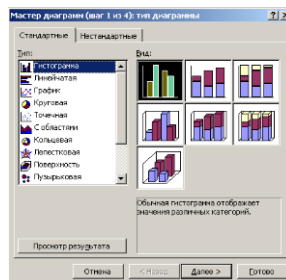 Мастер диаграмм (шаг 1 из 4): тип диаграммы
Стандартные
Нестандартные
Тип:
Вид:
Гистограмма
Линейчатая
График
Круговая
Точечная
С областями
Кольцевая
Лепестковая
Поверхность
Пузырьковая
Обычная гистограмма отображает
значения различных категорий.
Просмотр результата
Отмена
< Назад
Далее >
Готово